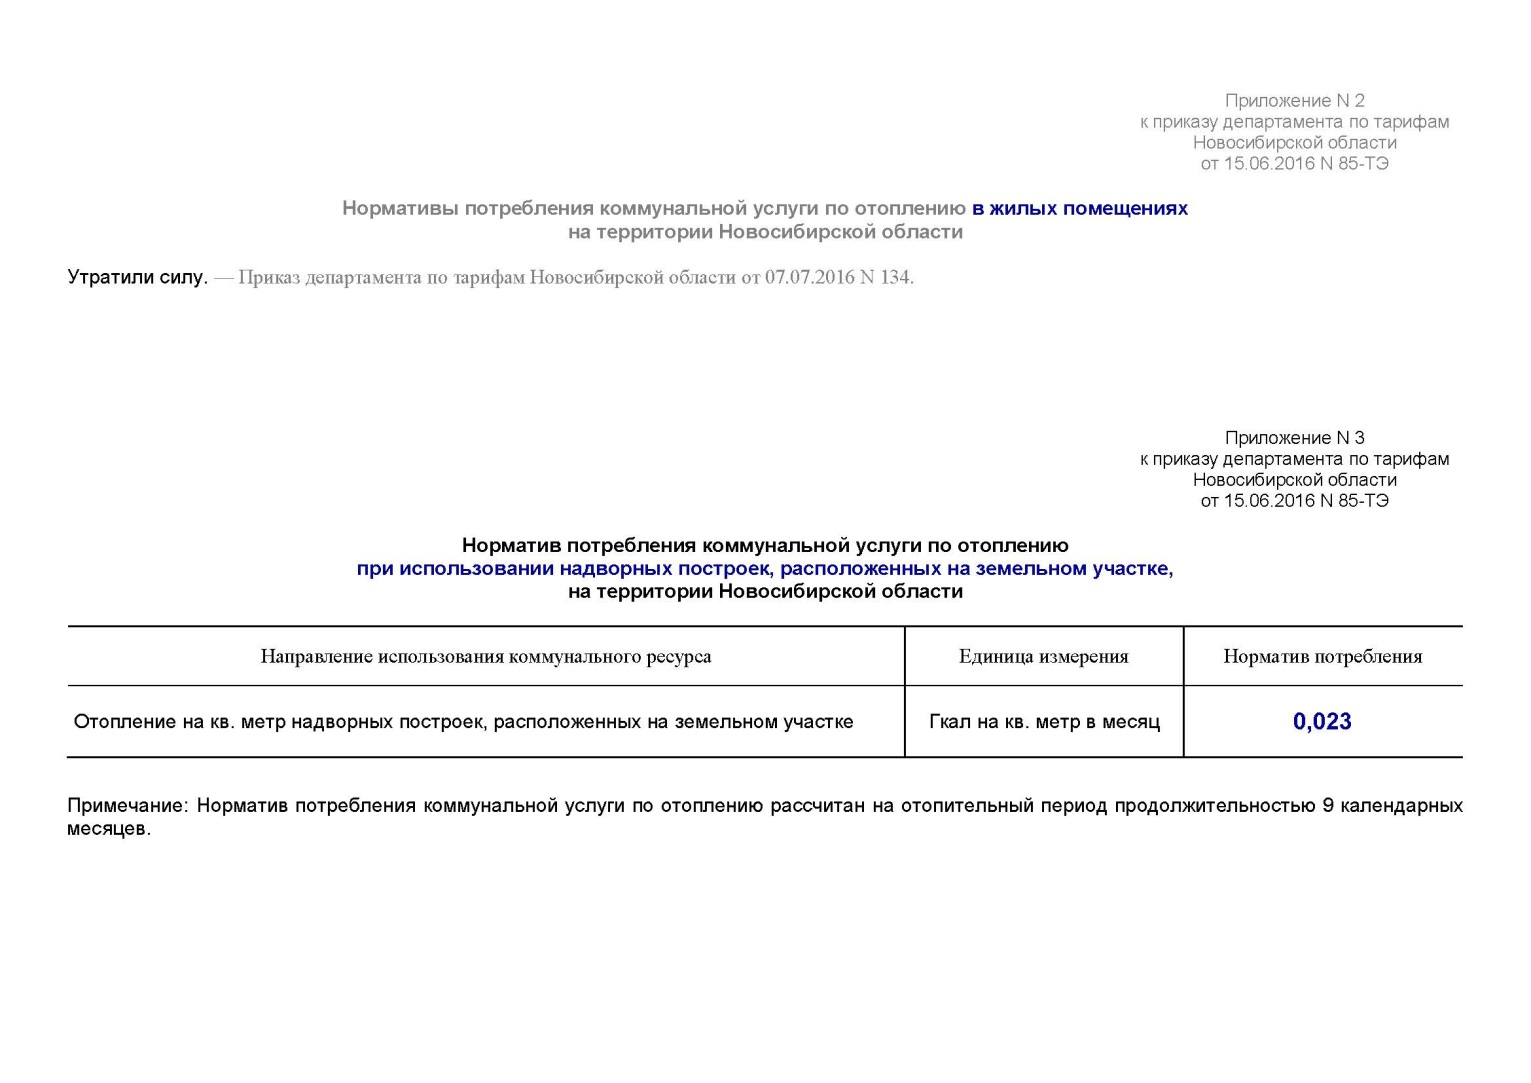 Приложение N 2
к приказу департамента по тарифам
Новосибирской области
от 15.06.2016 N 85-ТЭ
Нормативы потребления коммунальной услуги по отоплению в жилых помещениях
на территории Новосибирской области
Утратили силу. — Приказ департамента по тарифам Новосибирской области от 07.07.2016 N 134.
Приложение N 3
к приказу департамента по тарифам
Новосибирской области
от 15.06.2016 N 85-ТЭ
Норматив потребления коммунальной услуги по отоплению
при использовании надворных построек, расположенных на земельном участке,
на территории Новосибирской области
Направление использования коммунального ресурса Единица измерения Норматив потребления
Отопление на кв. метр надворных построек, расположенных на земельном участке Гкал на кв. метр в месяц 0,023
Примечание: Норматив потребления коммунальной услуги по отоплению рассчитан на отопительный период продолжительностью 9 календарных
месяцев.